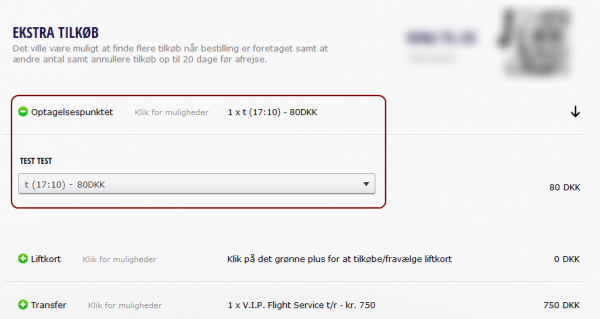 EKSTRA TILKØB
Det ville være muligt at finde flere tilkøb når bestilling er foretaget samt at
ændre antal samt annullere tilkøb op til 20 dage før afrejse.
Optagelsespunktet Klik for muligheder 1 x t (17:10) - 80DKK
TEST TEST
t (17:10) - 80DKK
80 DKK
Liftkort Klik for muligheder Klik på det grønne plus for at tilkøbe/fravælge liftkort 0 DKK
Transfer Klik for muligheder 1 x V.I.P. Flight Service t/r - kr. 750 750 DKK